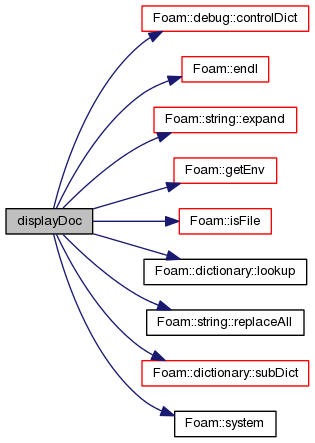 Foam::debug::controlDict
Foam::endl
Foam::string::expand
Foam::getEnv
displayDoc
Foam::isFile
Foam::dictionary::lookup
Foam::string::replaceAll
Foam::dictionary::subDict
Foam::system